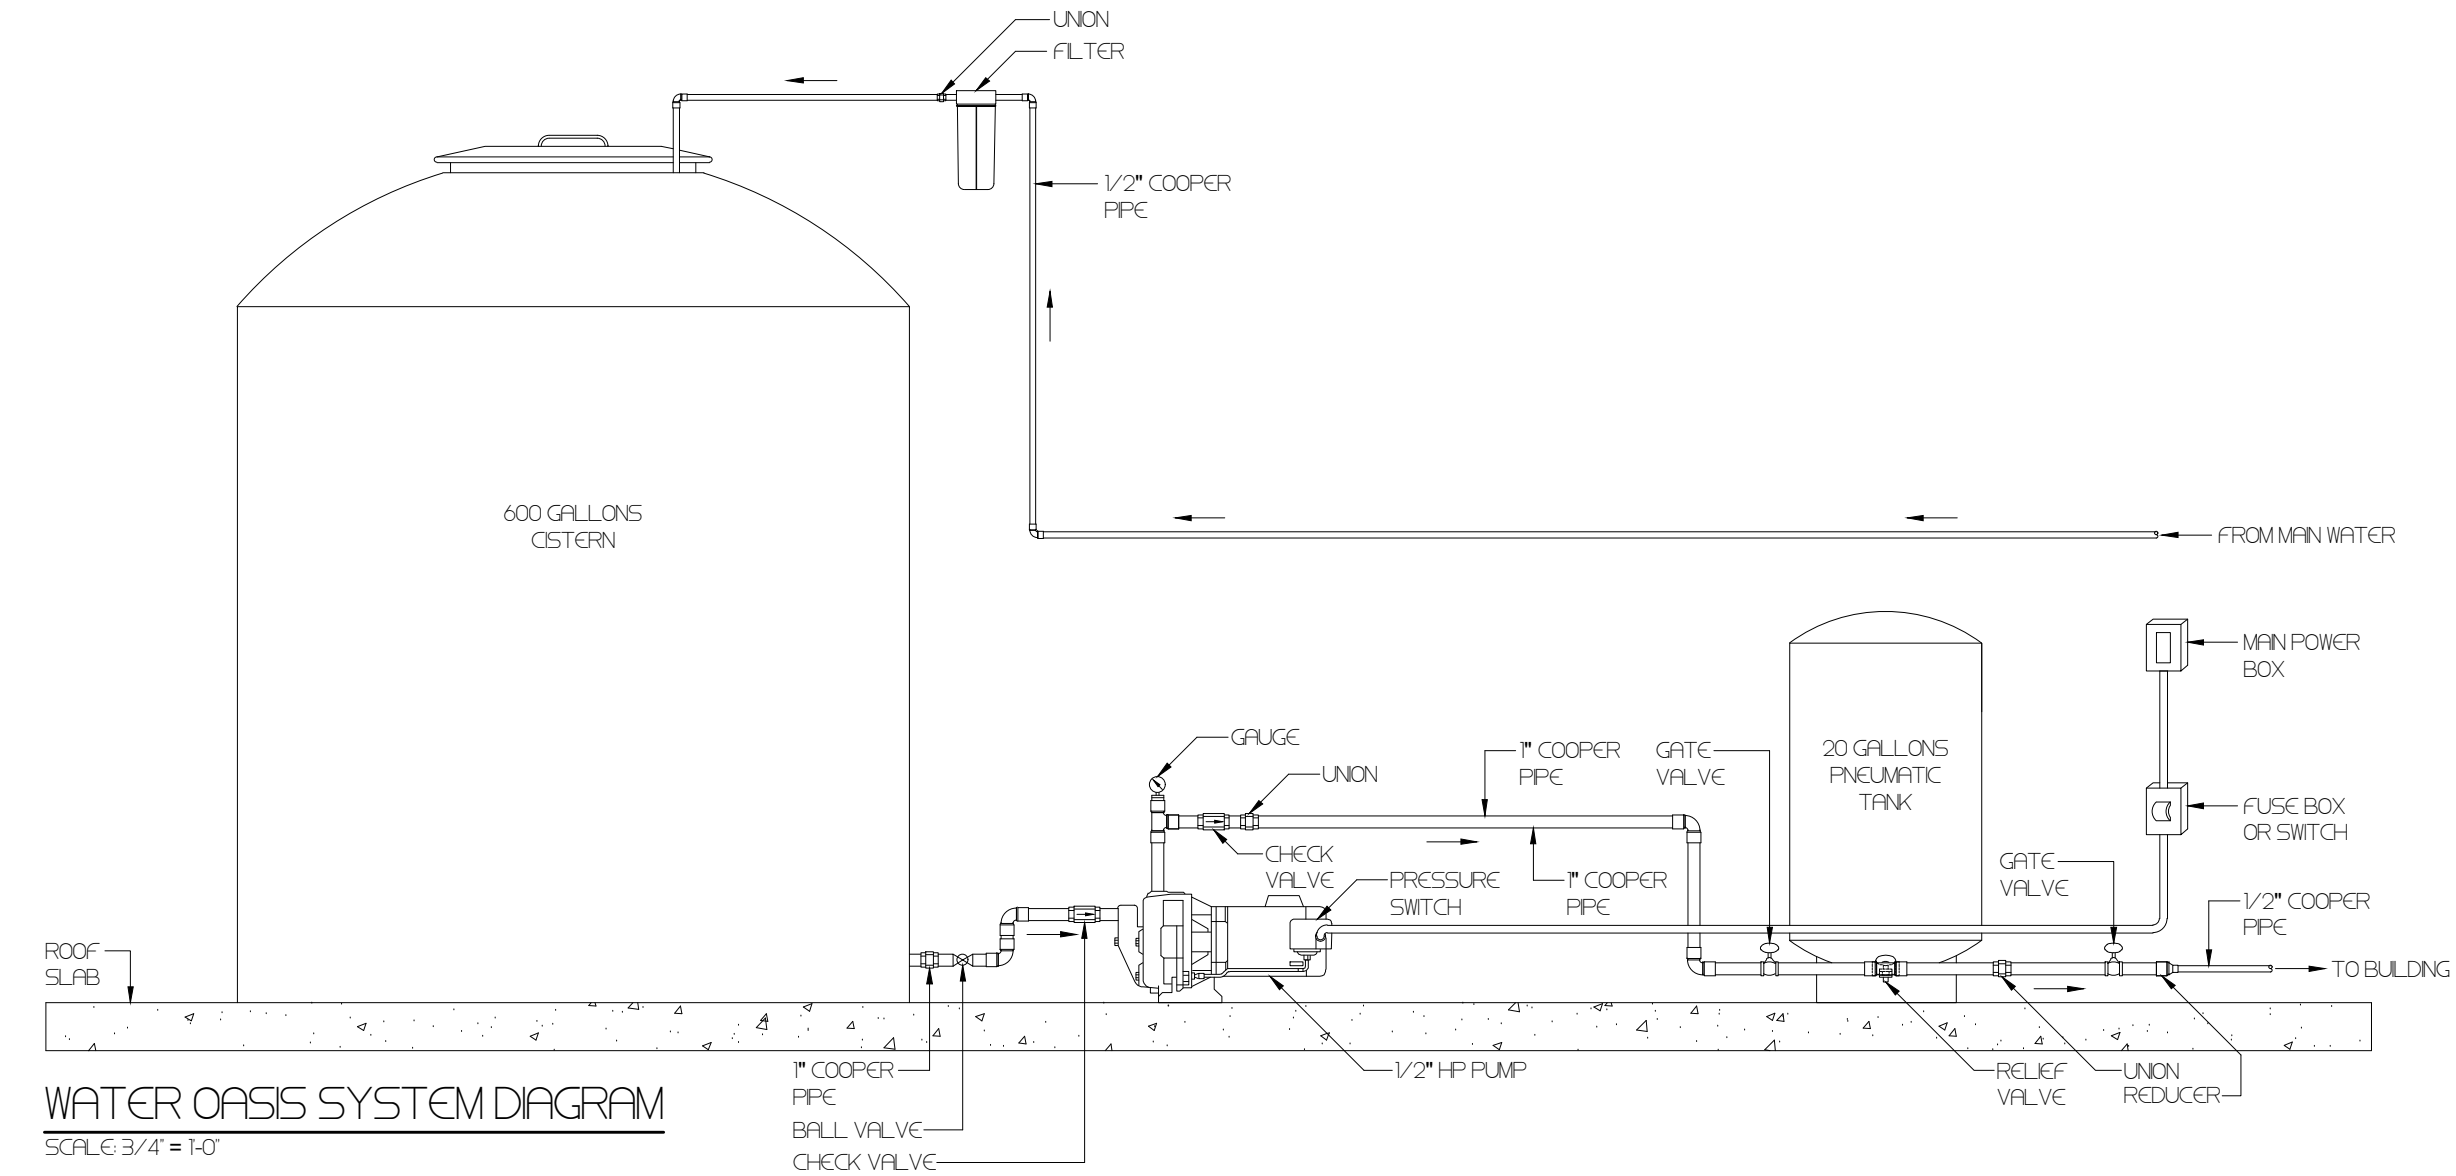 UNION
FILTER
1/2" COOPER
PIPE
600 GALLONS
CISTERN
FROM MAIN WATER
MAIN POWER
BOX
GAUGE
UNION
1" COOPER
PIPE
GATE
VALVE
20 GALLONS
PNEUMATIC
TANK
FUSE BOX
OR SWITCH
CHECK
VALVE
PRESSURE
SWITCH
1" COOPER
PIPE
GATE
VALVE
1/2" COOPER
PIPE
ROOF
SLAB
TO BUILDING
1" COOPER
PIPE
BALL VALVE
CHECK VALVE
1/2" HP PUMP
RELIEF
VALVE
UNION
REDUCER
WATER OASIS SYSTEM DIAGRAM
SCALE: 3/4" = 1'-0"